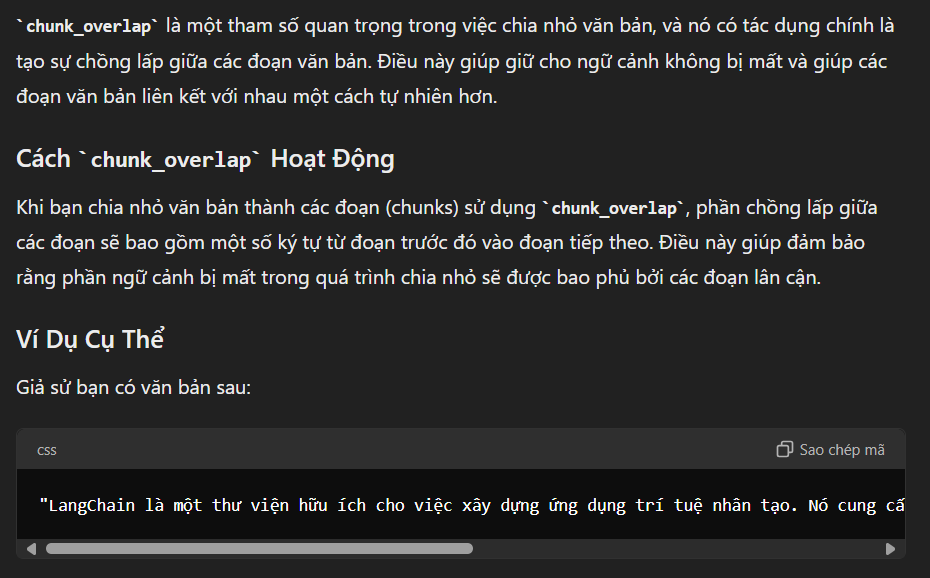 `chunk_overlap` là một tham số quan trọng trong việc chia nhỏ văn bản, và nó có tác dụng chính là
tạo sự chồng lấp giữa các đoạn văn bản. Điều này giúp giữ cho ngữ cảnh không bị mất và giúp các
đoạn văn bản liên kết với nhau một cách tự nhiên hơn.
Cách `chunk_overlap` Hoạt Động
Khi bạn chia nhỏ văn bản thành các đoạn (chunks) sử dụng `chunk_overlap`, phần chồng lấp giữa
các đoạn sẽ bao gồm một số ký tự từ đoạn trước đó vào đoạn tiếp theo. Điều này giúp đảm bảo
rằng phần ngữ cảnh bị mất trong quá trình chia nhỏ sẽ được bao phủ bởi các đoạn lân cận.
Ví Dụ Cụ Thể
Giả sử bạn có văn bản sau:
css
Sao chép mã
"LangChain là một thư viện hữu ích cho việc xây dựng ứng dụng trí tuệ nhân tạo. Nó cung cấ